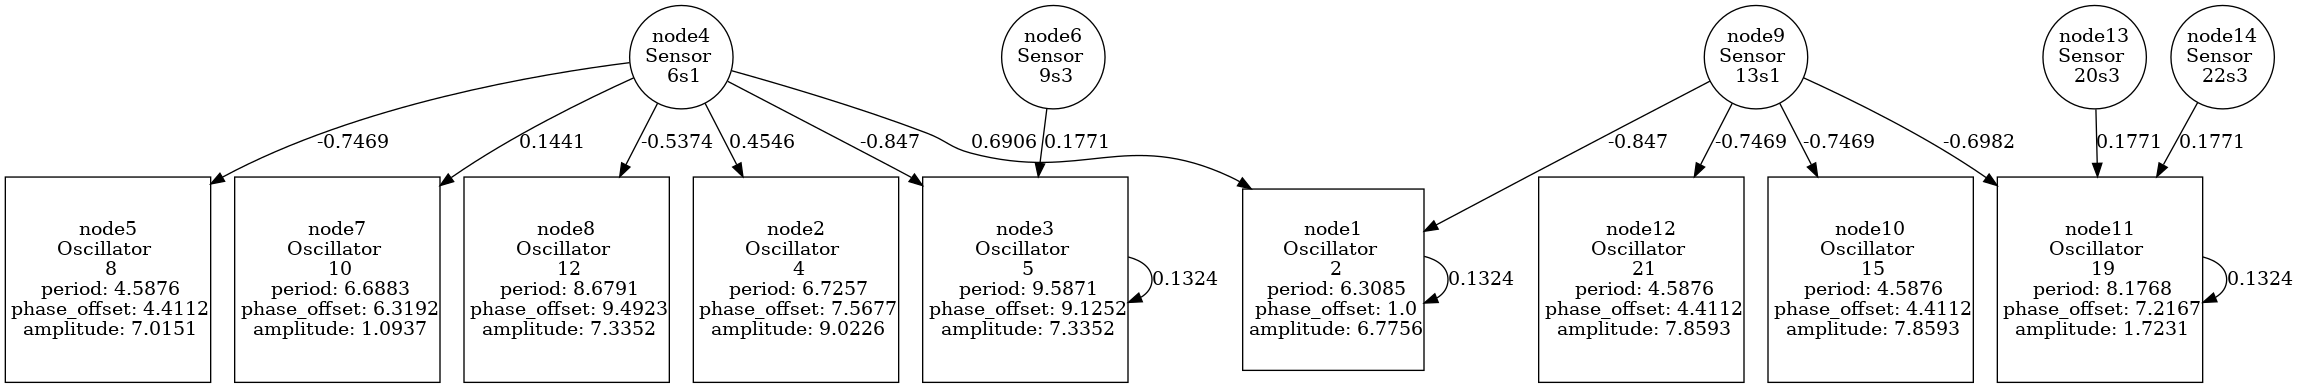 node4
Sensor
6s1
node6
Sensor
9s3
node9
Sensor
13s1
node13
Sensor
20s3
node14
Sensor
22s3
-0.7469
0.1441
-0.5374
0.4546
-0.847
0.6906
0.1771
-0.847
-0.7469
-0.7469
-0.6982
0.1771
0.1771
node5
Oscillator
8
period: 4.5876
phase_offset: 4.4112
amplitude: 7.0151
node7
Oscillator
10
period: 6.6883
phase_offset: 6.3192
amplitude: 1.0937
node8
Oscillator
12
period: 8.6791
phase_offset: 9.4923
amplitude: 7.3352
node2
Oscillator
4
period: 6.7257
phase_offset: 7.5677
amplitude: 9.0226
node3
Oscillator
5
period: 9.5871
phase_offset: 9.1252
amplitude: 7.3352
0.1324
node1
Oscillator
2
period: 6.3085
phase_offset: 1.0
amplitude: 6.7756
0.1324
node12
Oscillator
21
period: 4.5876
phase_offset: 4.4112
amplitude: 7.8593
node10
Oscillator
15
period: 4.5876
phase_offset: 4.4112
amplitude: 7.8593
node11
Oscillator
19
period: 8.1768
phase_offset: 7.2167
amplitude: 1.7231
0.1324